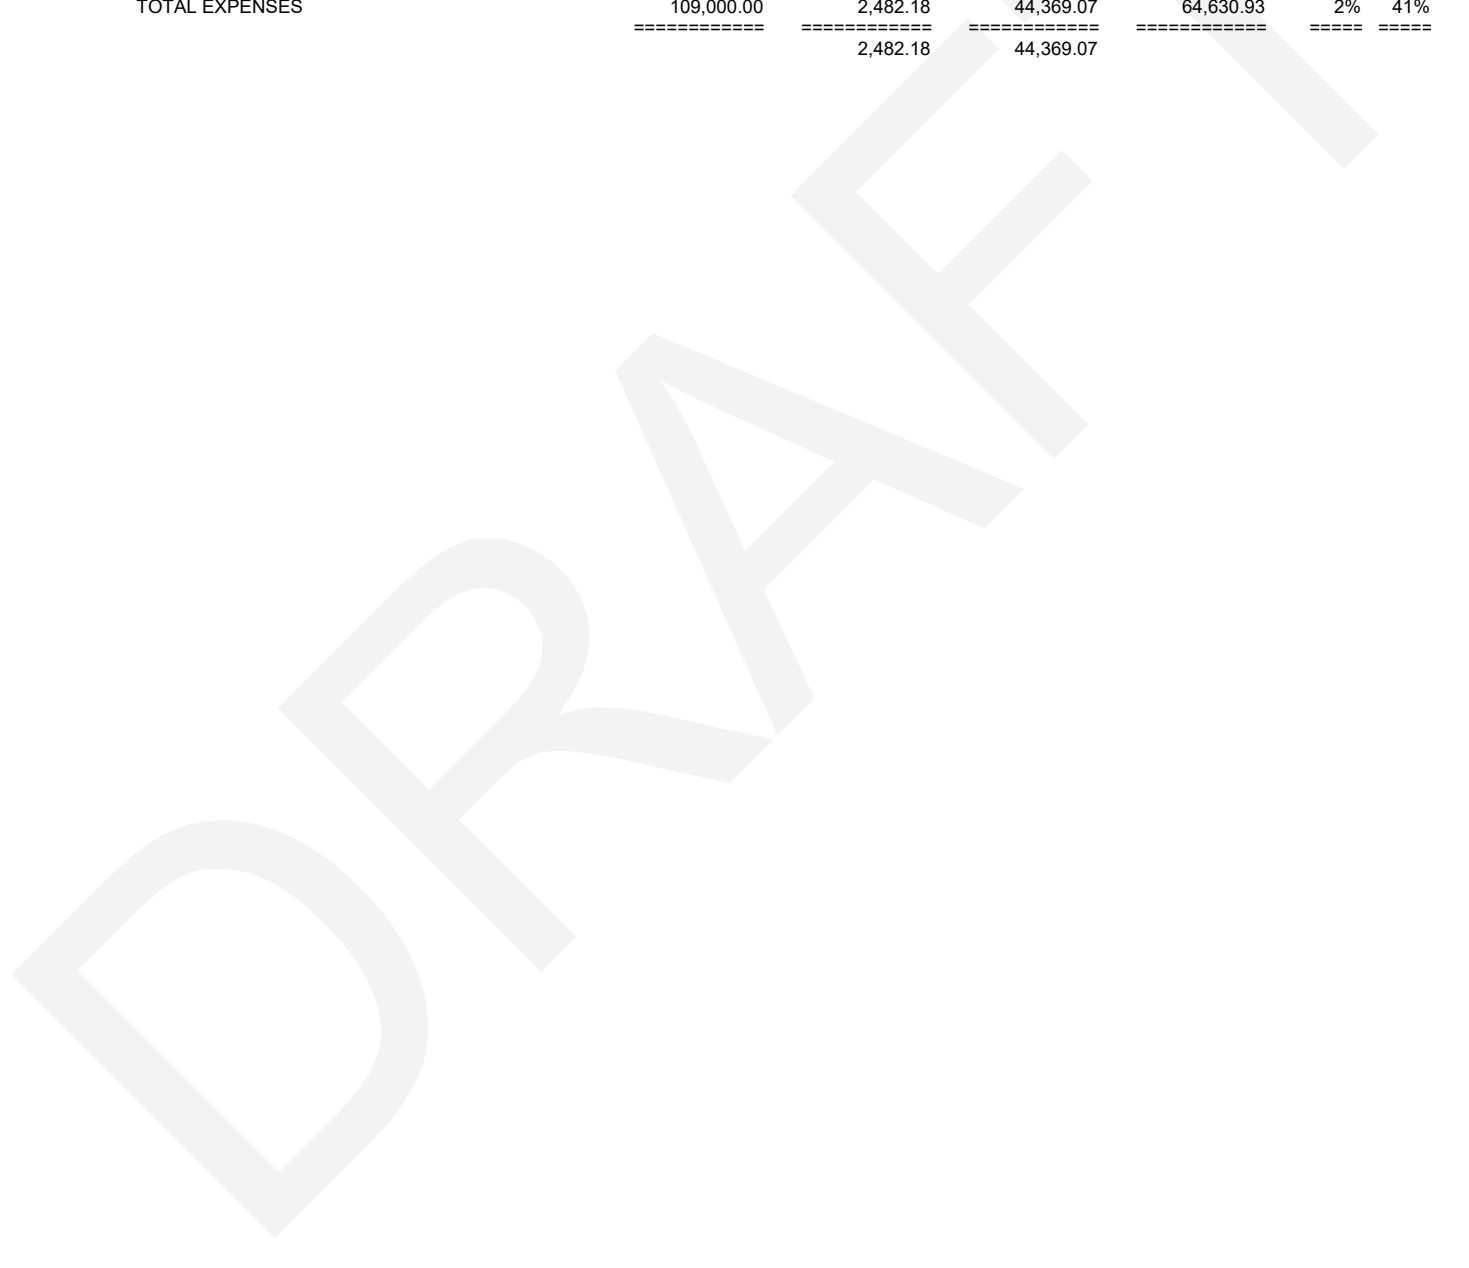 TOTAL EXPENSES 109,000.00 2,482.18 44,369.07 64,630.93 2% 41%
============ ============ ============ ============ ===== =====
2,482.18 44,369.07
DRAFT